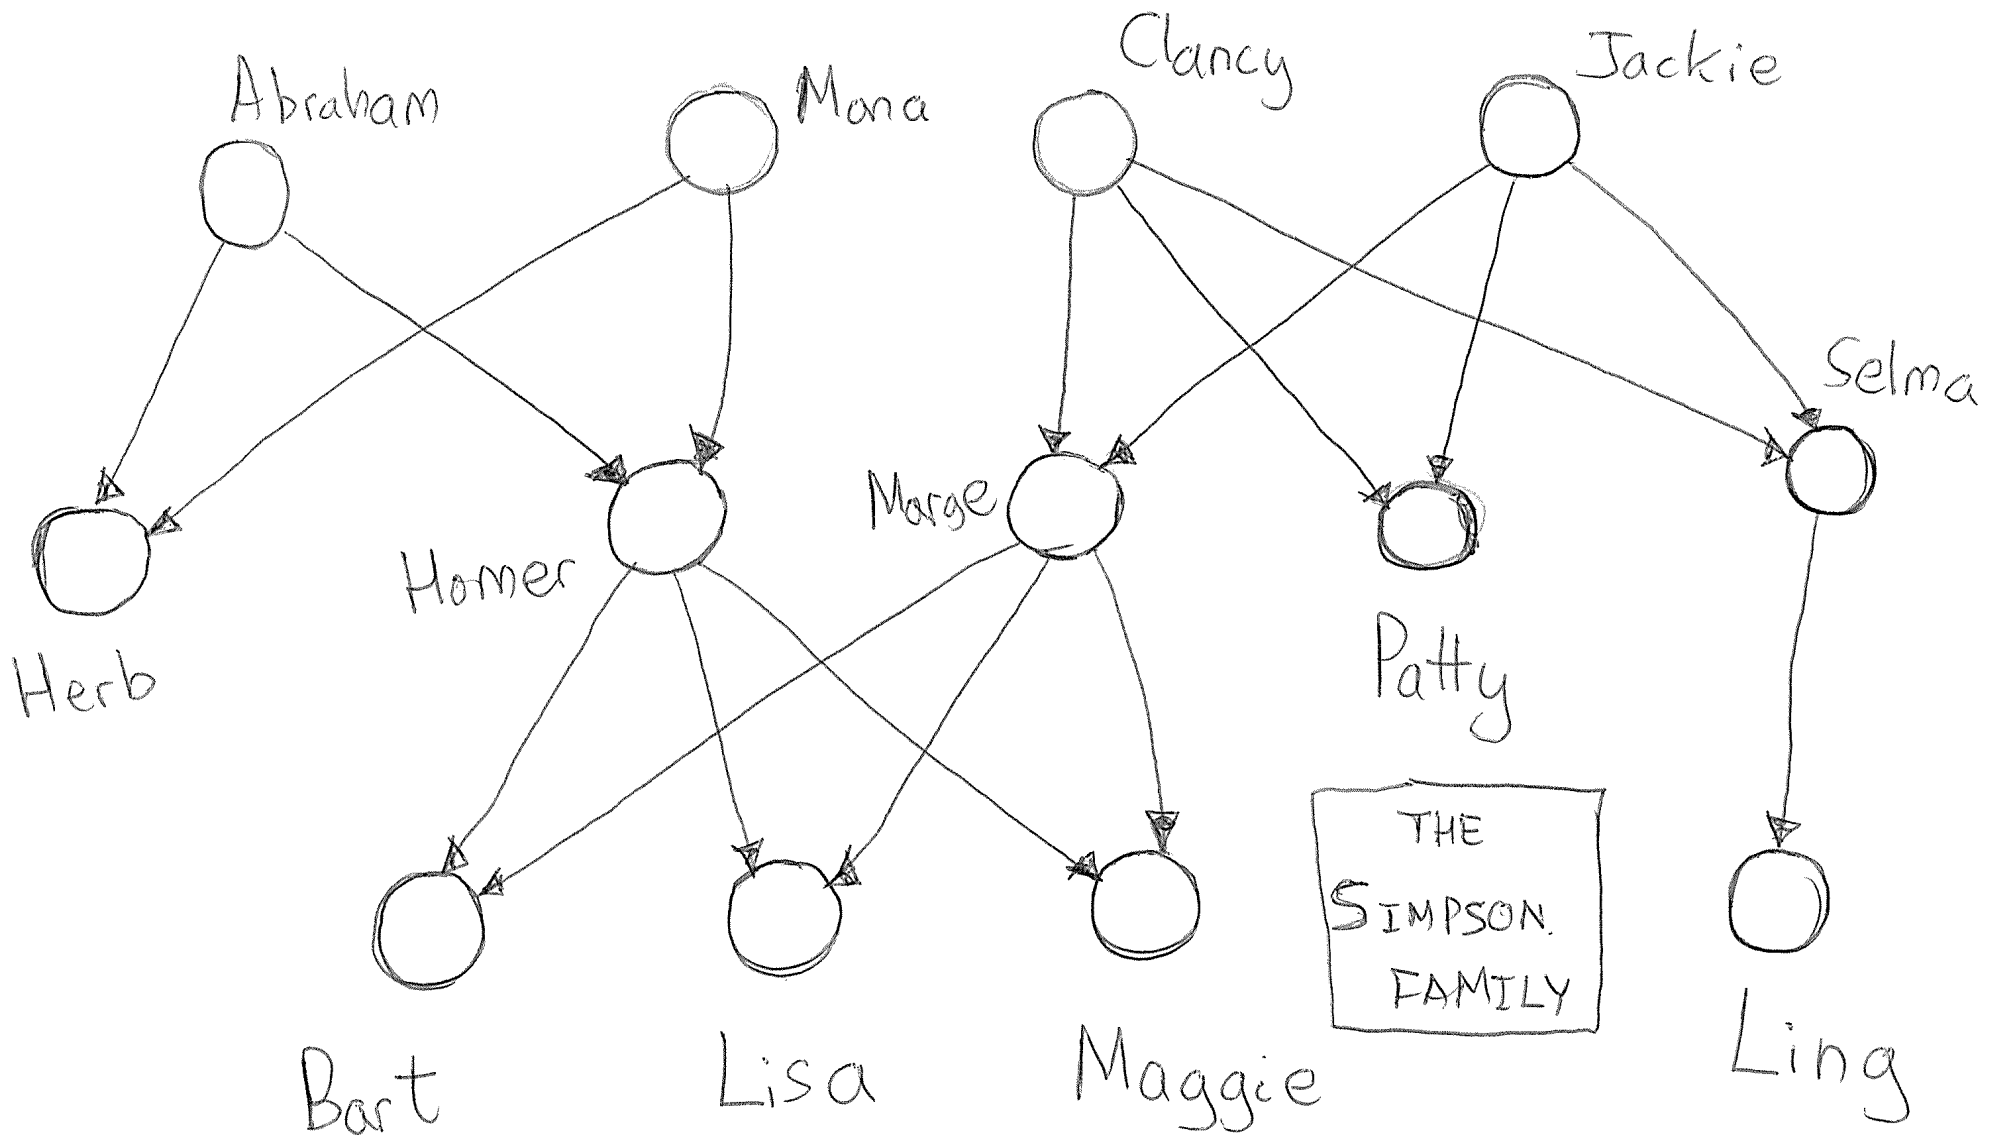 Abraham
Mona
Clancy
Jackie
Selma
Marge
Homer
Herb
Patty
THE
SIMPSON.
FAMILY
Bart
Lisa
Maggie
Ling